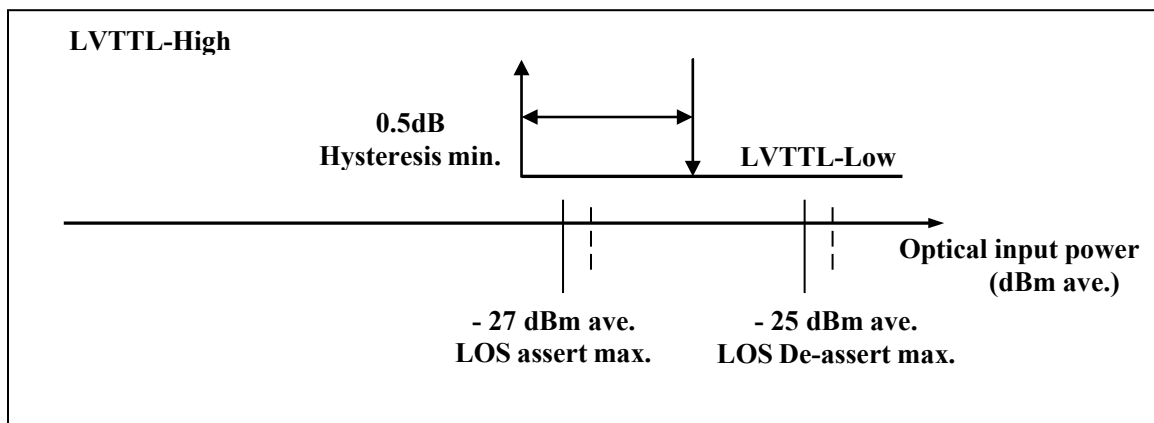 LVTTL-High
0.5dB
Hysteresis min.
LVTTL-Low
Optical input power
(dBm ave.)
- 27 dBm ave.
LOS assert max.
- 25 dBm ave.
LOS De-assert max.